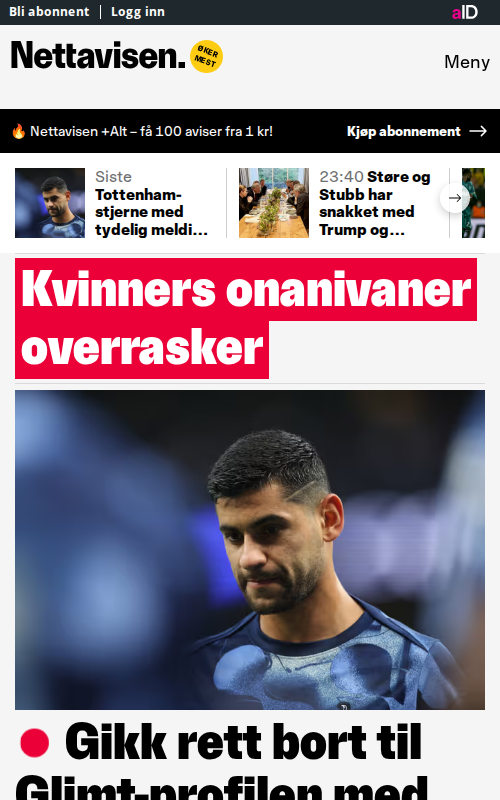 Bli abonnent
Logg inn
aID
Nettavisen.
ØKER
MEST
Meny
🔥 Nettavisen +Alt – få 100 aviser fra 1 kr!
Kjøp abonnement
Siste
Tottenham-
stjerne med
tydelig meldi...
23:40 Støre og
Stubb har
snakket med
Trump og...
Kvinners onanivaner
overrasker
Gikk rett bort til
Glimt-profilen med